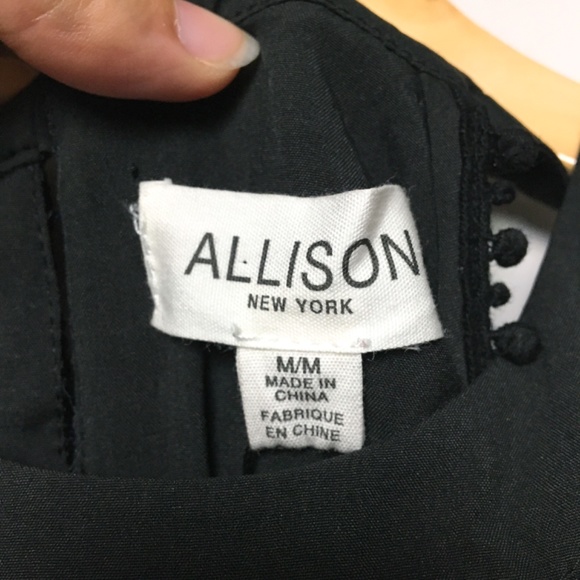 ALLISON
NEW YORK
M/M
MADE IN
CHINA
FABRIQUE
EN CHINE